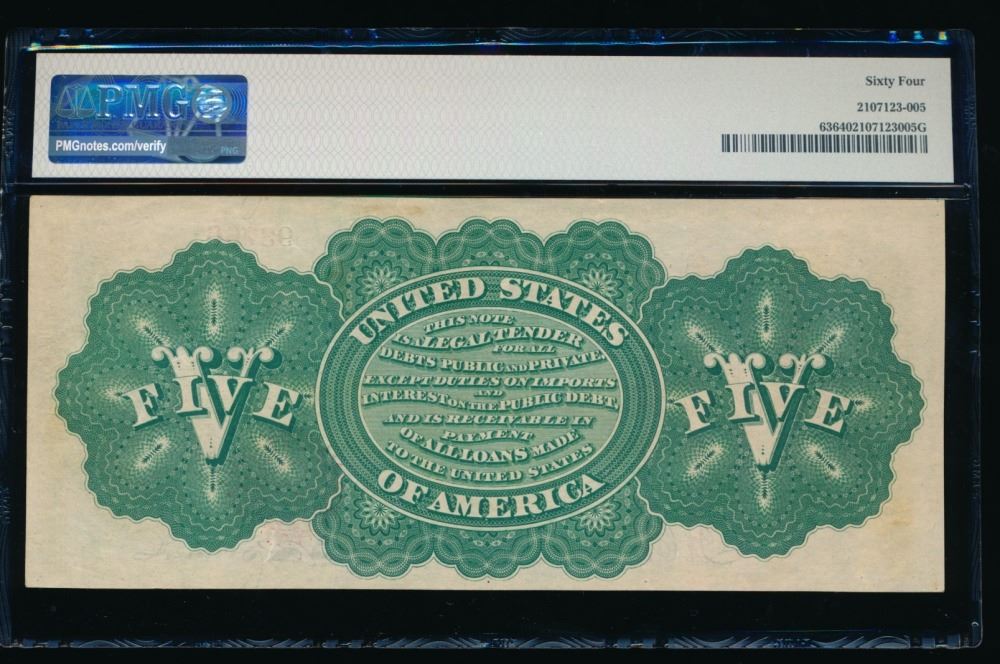 PMG
PMGnotes.com/verify
PNG
Sixty Four
2107123-005
636402107123005G
UNITED STATES
THIS NOTE
IS A LEGAL TENDER
FOR ALL
DEBTS PUBLIC AND PRIVATE
EXCEPT DUTIES ON IMPORTS
AND
INTEREST ON THE PUBLIC DEBT,
AND IS RECEIVABLE IN
PAYMENT
OF ALL LOANS MADE
TO THE UNITED STATES
OF AMERICA
FIVE
V
FIVE
V